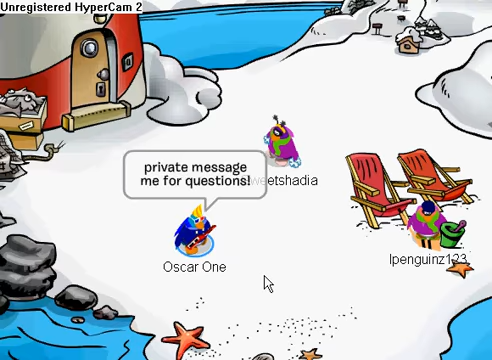 Unregistered HyperCam 2
private message
me for questions!
weetshadia
Oscar One
lpenguinz123